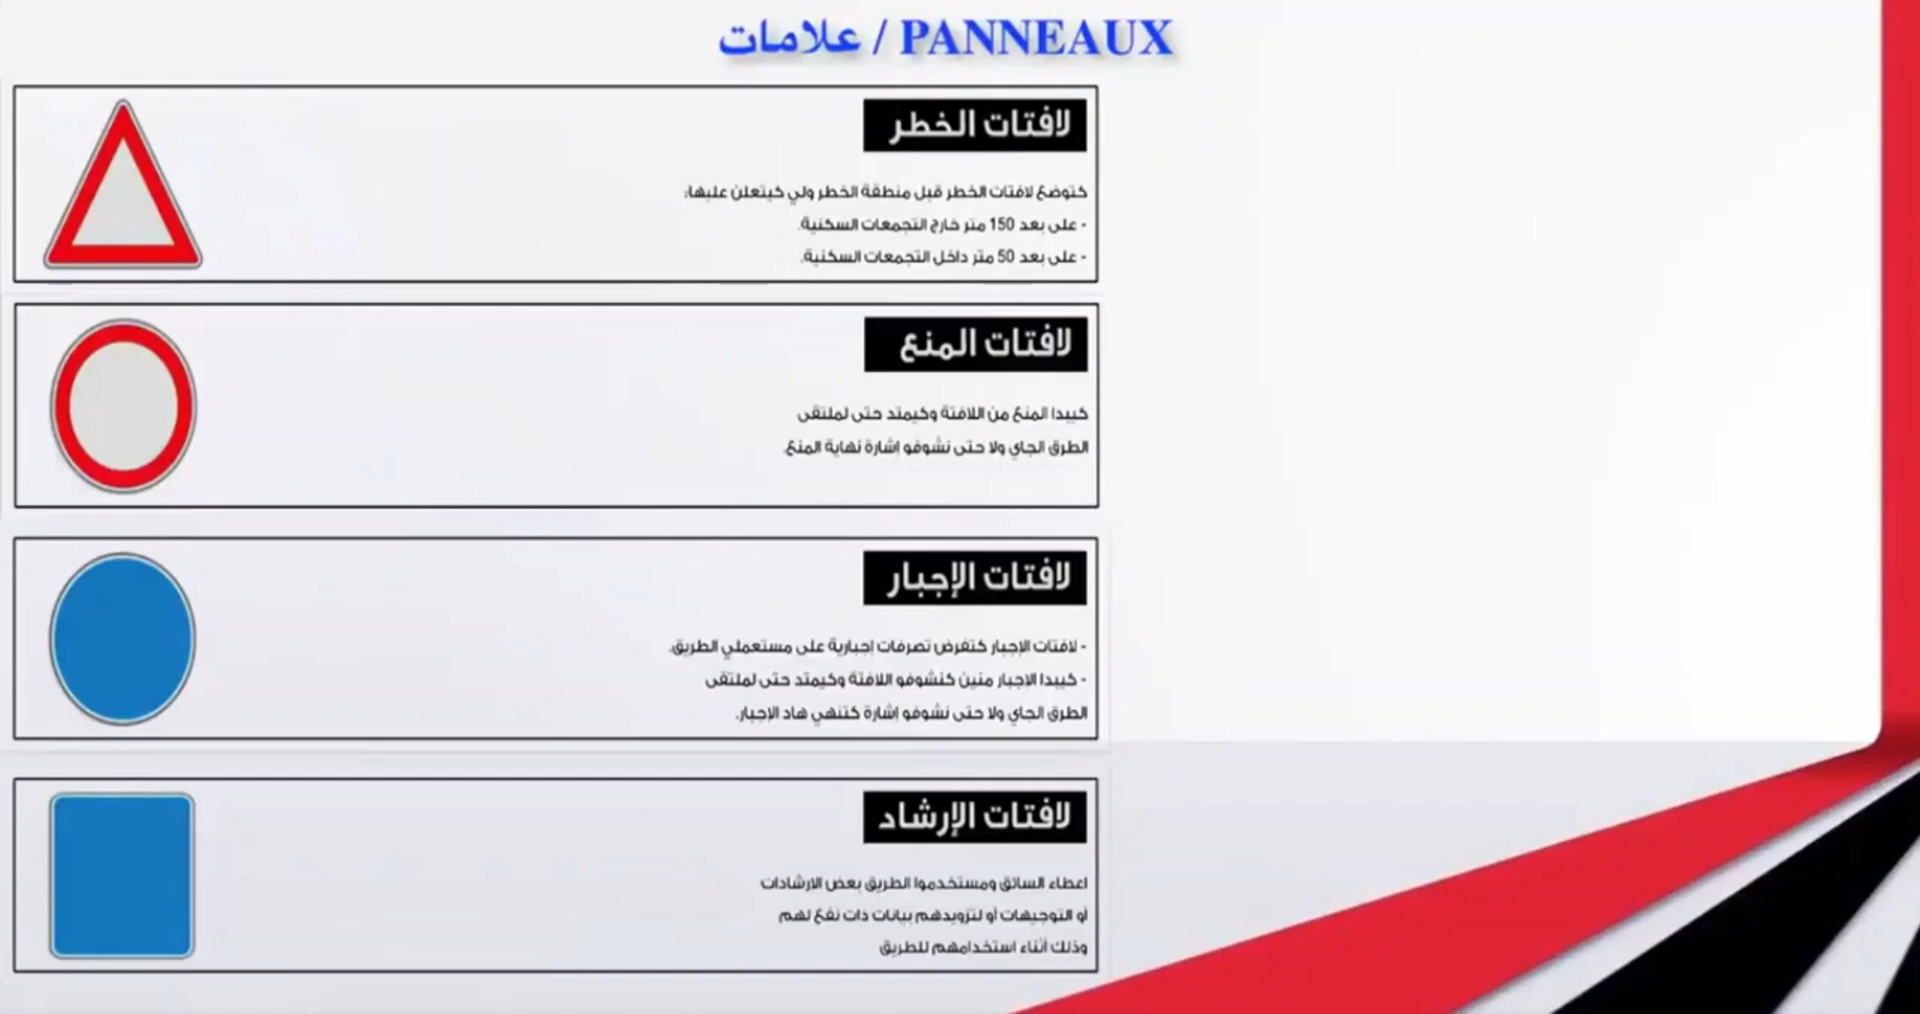 علامات / PANNEAUX
لافتات الخطر
كتوضع لافتات الخطر قبل منطقة الخطر ولي كيتعلن عليها:
- على بعد 150 متر خارج التجمعات السكنية.
- على بعد 50 متر داخل التجمعات السكنية.
لافتات المنع
كيبدا المنع من اللافتة وكيمتد حتى لملتقى
الطرق الجاي ولا حتى نشوفو إشارة نهاية المنع.
لافتات الإجبار
- لافتات الإجبار كتفرض تصرفات إجبارية على مستعملي الطريق.
- كيبدا الاجبار منين كنشوفو اللافتة وكيمتد حتى لملتقى
الطرق الجاي ولا حتى نشوفو إشارة كتنهي هاد الإجبار.
لافتات الإرشاد
اعطاء السائق ومستخدموا الطريق بعض الارشادات
أو التوجيهات أو لتزويدهم بيانات ذات نفع لهم
وذلك أثناء استخدامهم للطريق